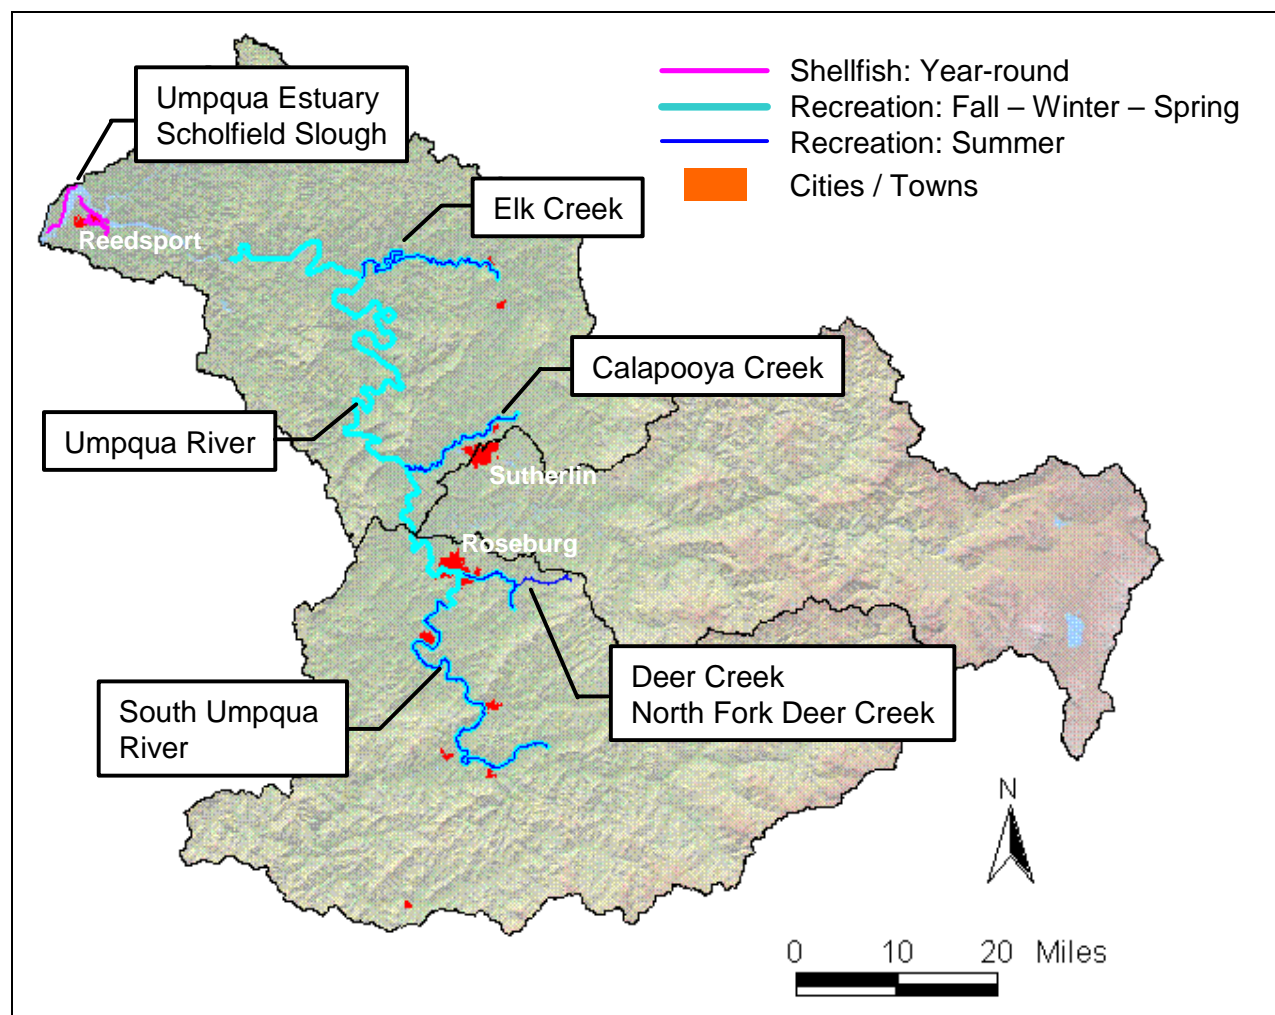 Umpqua Estuary
Scholfield Slough
Shellfish: Year-round
Recreation: Fall – Winter – Spring
Recreation: Summer
Cities / Towns
Elk Creek
Reedsport
Calapooya Creek
Umpqua River
Sutherlin
Roseburg
Deer Creek
North Fork Deer Creek
South Umpqua
River
N
0 10 20 Miles